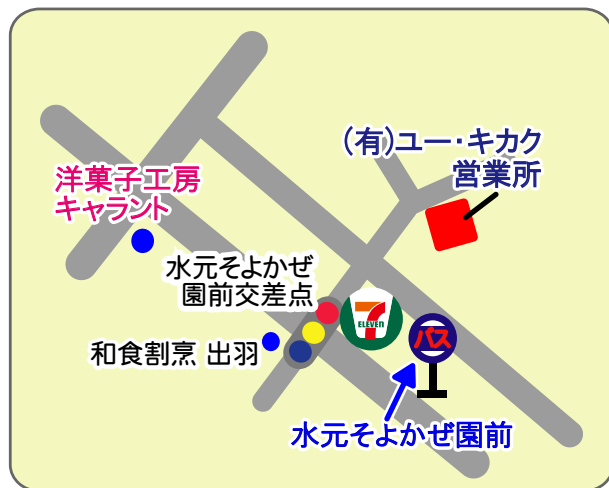 (有)ユー・キカク
営業所
洋菓子工房
キャラント
水元そよかぜ
園前交差点
7
ELEVEN
バス
和食割烹 出羽
水元そよかぜ園前